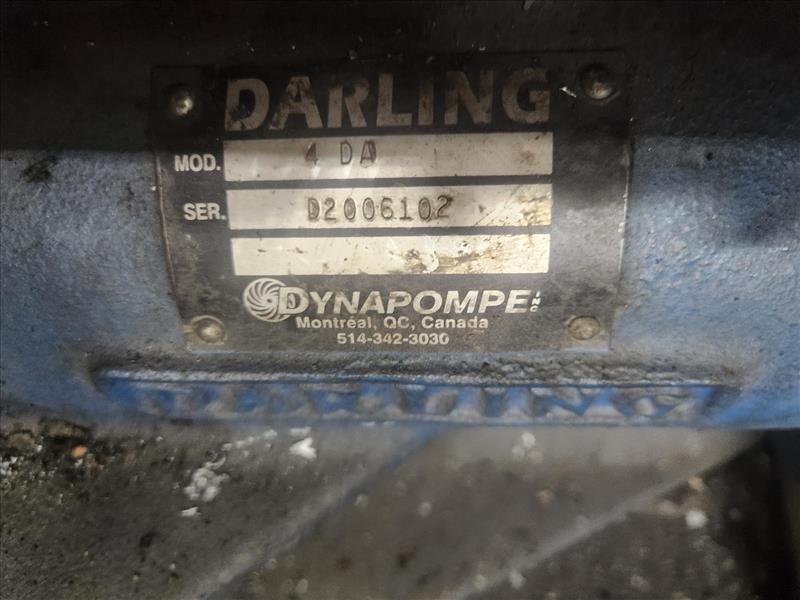 DARLING
MOD. 4 DA
SER. D2006102
DYNAPOMPE INC
Montréal, QC, Canada
514-342-3030